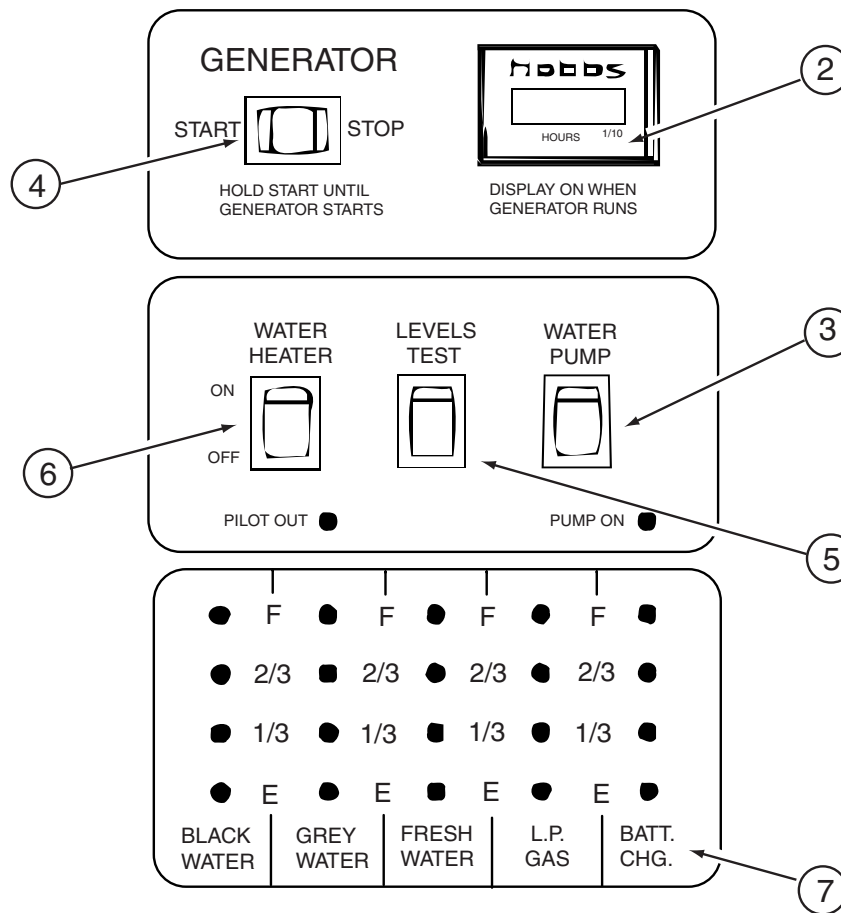 GENERATOR
hobbs
START
STOP
HOURS 1/10
HOLD START UNTIL
GENERATOR STARTS
DISPLAY ON WHEN
GENERATOR RUNS
2
4
WATER
HEATER
LEVELS
TEST
WATER
PUMP
ON
OFF
3
6
PILOT OUT
PUMP ON
5
F F F F
2/3 2/3 2/3 2/3
1/3 1/3 1/3 1/3
E E E E
BLACK
WATER
GREY
WATER
FRESH
WATER
L.P.
GAS
BATT.
CHG.
7